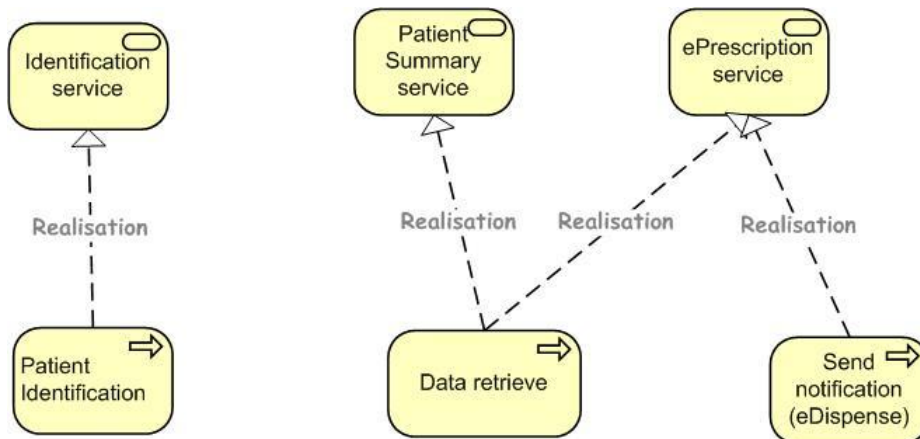 Identification
service
Patient
Summary
service
ePrescription
service
Realisation
Realisation
Realisation
Realisation
Patient
Identification
Data retrieve
Send
notification
(eDispense)